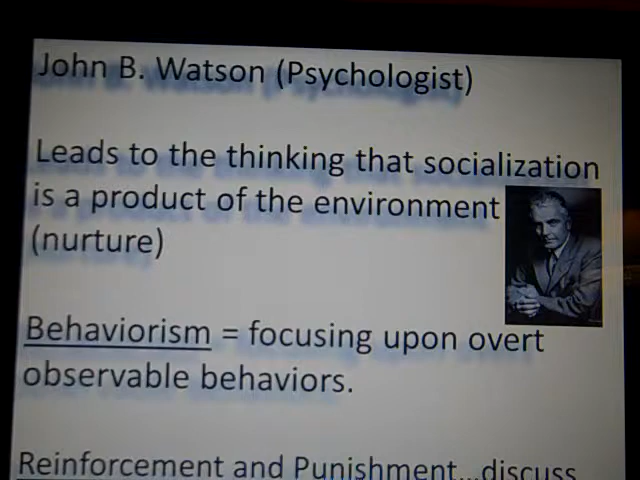 John B. Watson (Psychologist)
Leads to the thinking that socialization
is a product of the environment
(nurture)
Behaviorism = focusing upon overt
observable behaviors.
Reinforcement and Punishment...discuss